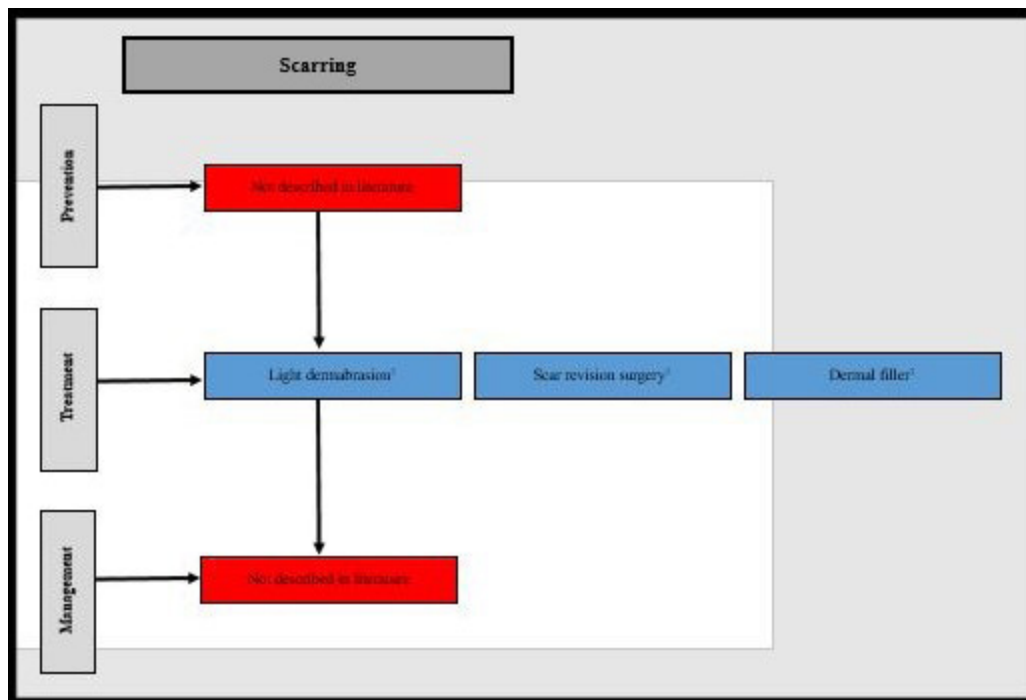 Scarring
Prevention
Not described in literature
Treatment
Light dermabrasion
Scar revision surgery
Dermal filler
Management
Not described in literature